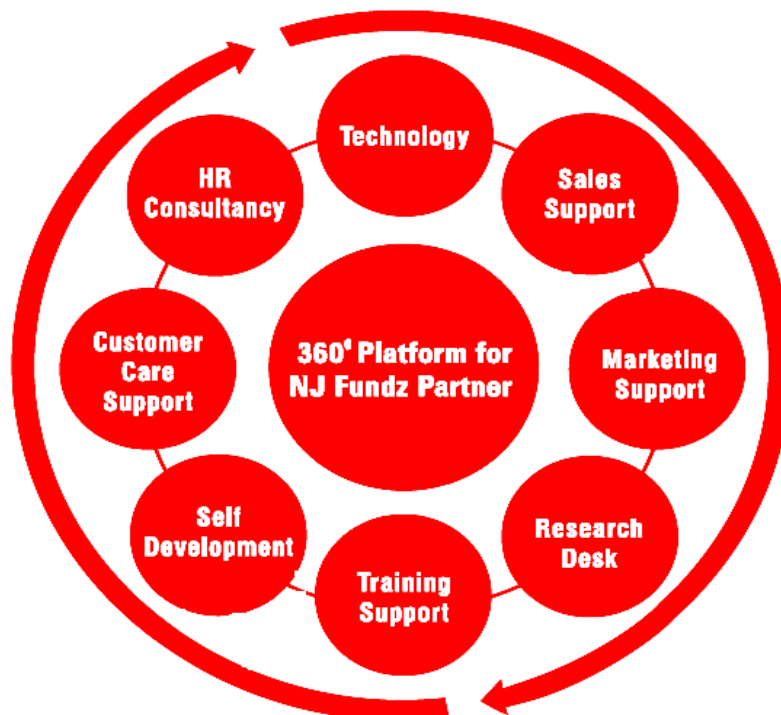 Technology
Sales
Support
Marketing
Support
Research
Desk
Training
Support
Self
Development
Customer
Care
Support
HR
Consultancy
360° Platform for
NJ Fundz Partner